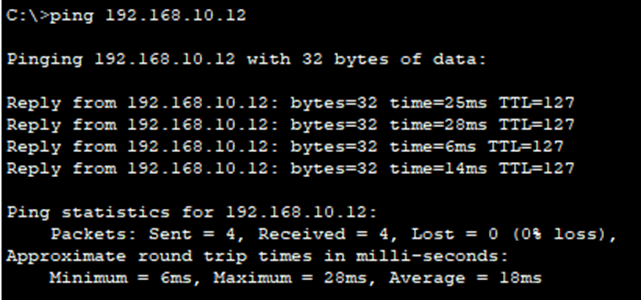 C:\>ping 192.168.10.12
Pinging 192.168.10.12 with 32 bytes of data:
Reply from 192.168.10.12: bytes=32 time=25ms TTL=127
Reply from 192.168.10.12: bytes=32 time=28ms TTL=127
Reply from 192.168.10.12: bytes=32 time=6ms TTL=127
Reply from 192.168.10.12: bytes=32 time=14ms TTL=127
Ping statistics for 192.168.10.12:
    Packets: Sent = 4, Received = 4, Lost = 0 (0% loss),
Approximate round trip times in milli-seconds:
    Minimum = 6ms, Maximum = 28ms, Average = 18ms